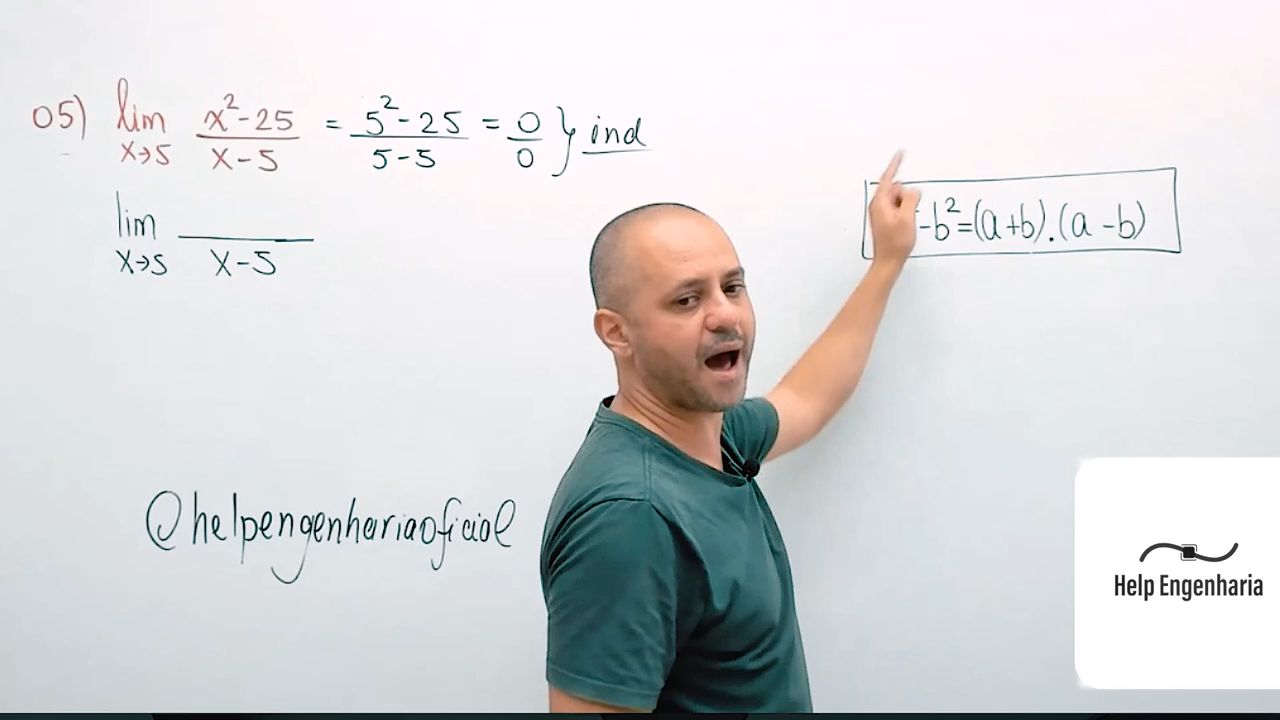 05) lim x→5 x²-25 / x-5 = 5²-25 / 5-5 = 0/0 } ind
lim x→5 ___ / x-5
-b²=(a+b).(a-b)
@helpengenhariaoficial
Help Engenharia